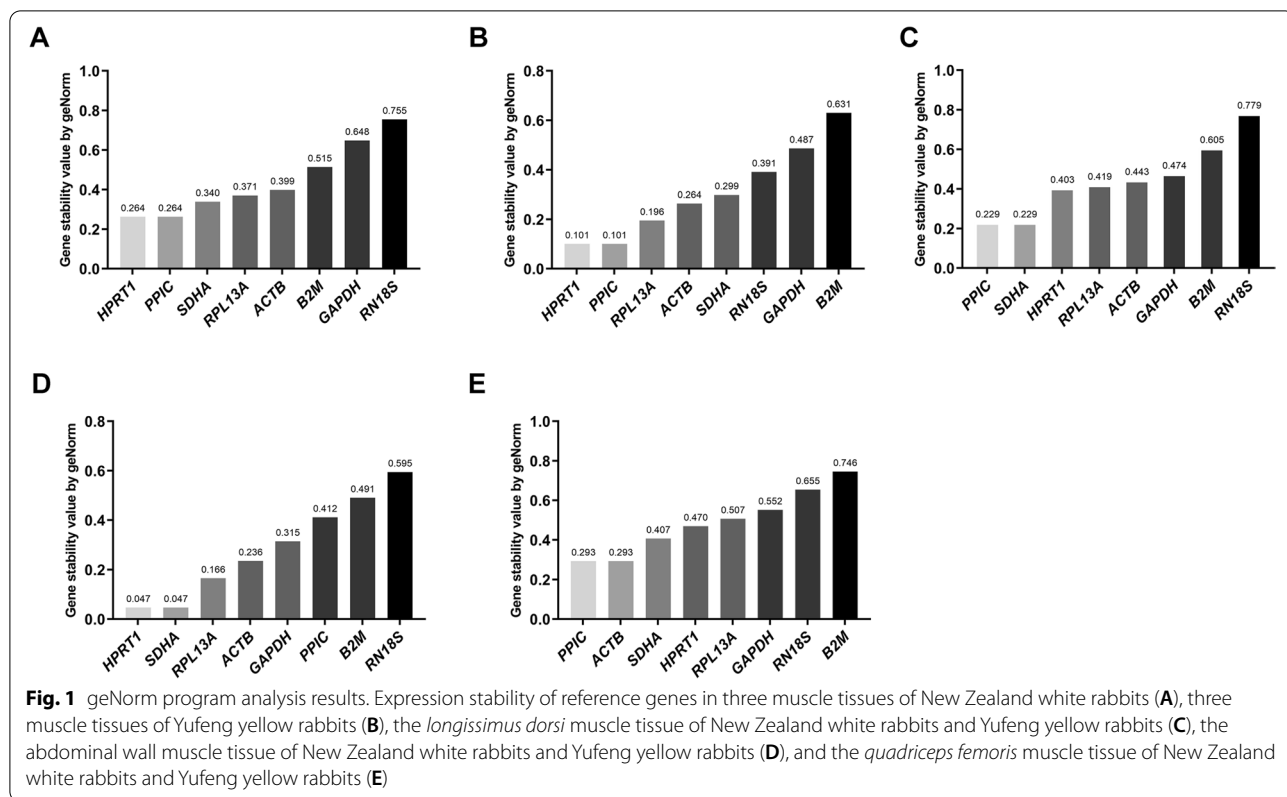 A
Gene stability value by geNorm
1.0
0.8
0.6
0.4
0.2
0.0
0.264
0.264
0.340
0.371
0.399
0.515
0.648
0.755
HPRT1
PPIC
SDHA
RPL13A
ACTB
B2M
GAPDH
RN18S
B
Gene stability value by geNorm
0.8
0.6
0.4
0.2
0.0
0.101
0.101
0.196
0.264
0.299
0.391
0.487
0.631
HPRT1
PPIC
RPL13A
ACTB
SDHA
RN18S
GAPDH
B2M
C
Gene stability value by geNorm
1.0
0.8
0.6
0.4
0.2
0.0
0.229
0.229
0.403
0.419
0.443
0.474
0.605
0.779
PPIC
SDHA
HPRT1
RPL13A
ACTB
GAPDH
B2M
RN18S
D
Gene stability value by geNorm
0.8
0.6
0.4
0.2
0.0
0.047
0.047
0.166
0.236
0.315
0.412
0.491
0.595
HPRT1
SDHA
RPL13A
ACTB
GAPDH
PPIC
B2M
RN18S
E
Gene stability value by geNorm
1.0
0.8
0.6
0.4
0.2
0.0
0.293
0.293
0.407
0.470
0.507
0.552
0.655
0.746
PPIC
ACTB
SDHA
HPRT1
RPL13A
GAPDH
RN18S
B2M
Fig. 1 geNorm program analysis results. Expression stability of reference genes in three muscle tissues of New Zealand white rabbits (A), three
muscle tissues of Yufeng yellow rabbits (B), the longissimus dorsi muscle tissue of New Zealand white rabbits and Yufeng yellow rabbits (C), the
abdominal wall muscle tissue of New Zealand white rabbits and Yufeng yellow rabbits (D), and the quadriceps femoris muscle tissue of New Zealand
white rabbits and Yufeng yellow rabbits (E)